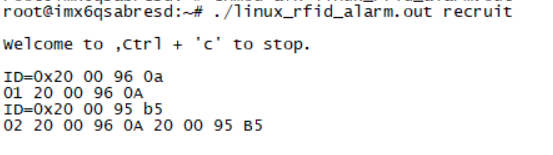 root@imx6qsabresd:~# ./linux_rfid_alarm.out recruit
Welcome to ,Ctrl + 'c' to stop.
ID=0x20 00 96 0a
01 20 00 96 0A
ID=0x20 00 95 b5
02 20 00 96 0A 20 00 95 B5